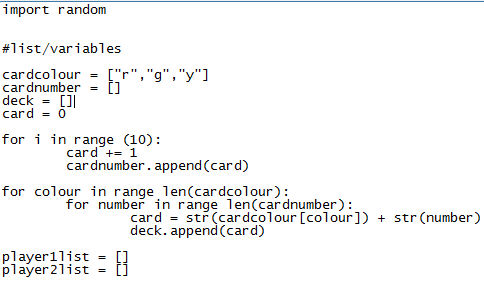 import random
#list/variables
cardcolour = ["r","g","y"]
cardnumber = []
deck = []
card = 0
for i in range (10):
card += 1
cardnumber.append(card)
for colour in range len(cardcolour):
for number in range len(cardnumber):
card = str(cardcolour[colour]) + str(number)
deck.append(card)
player1list = []
player2list = []